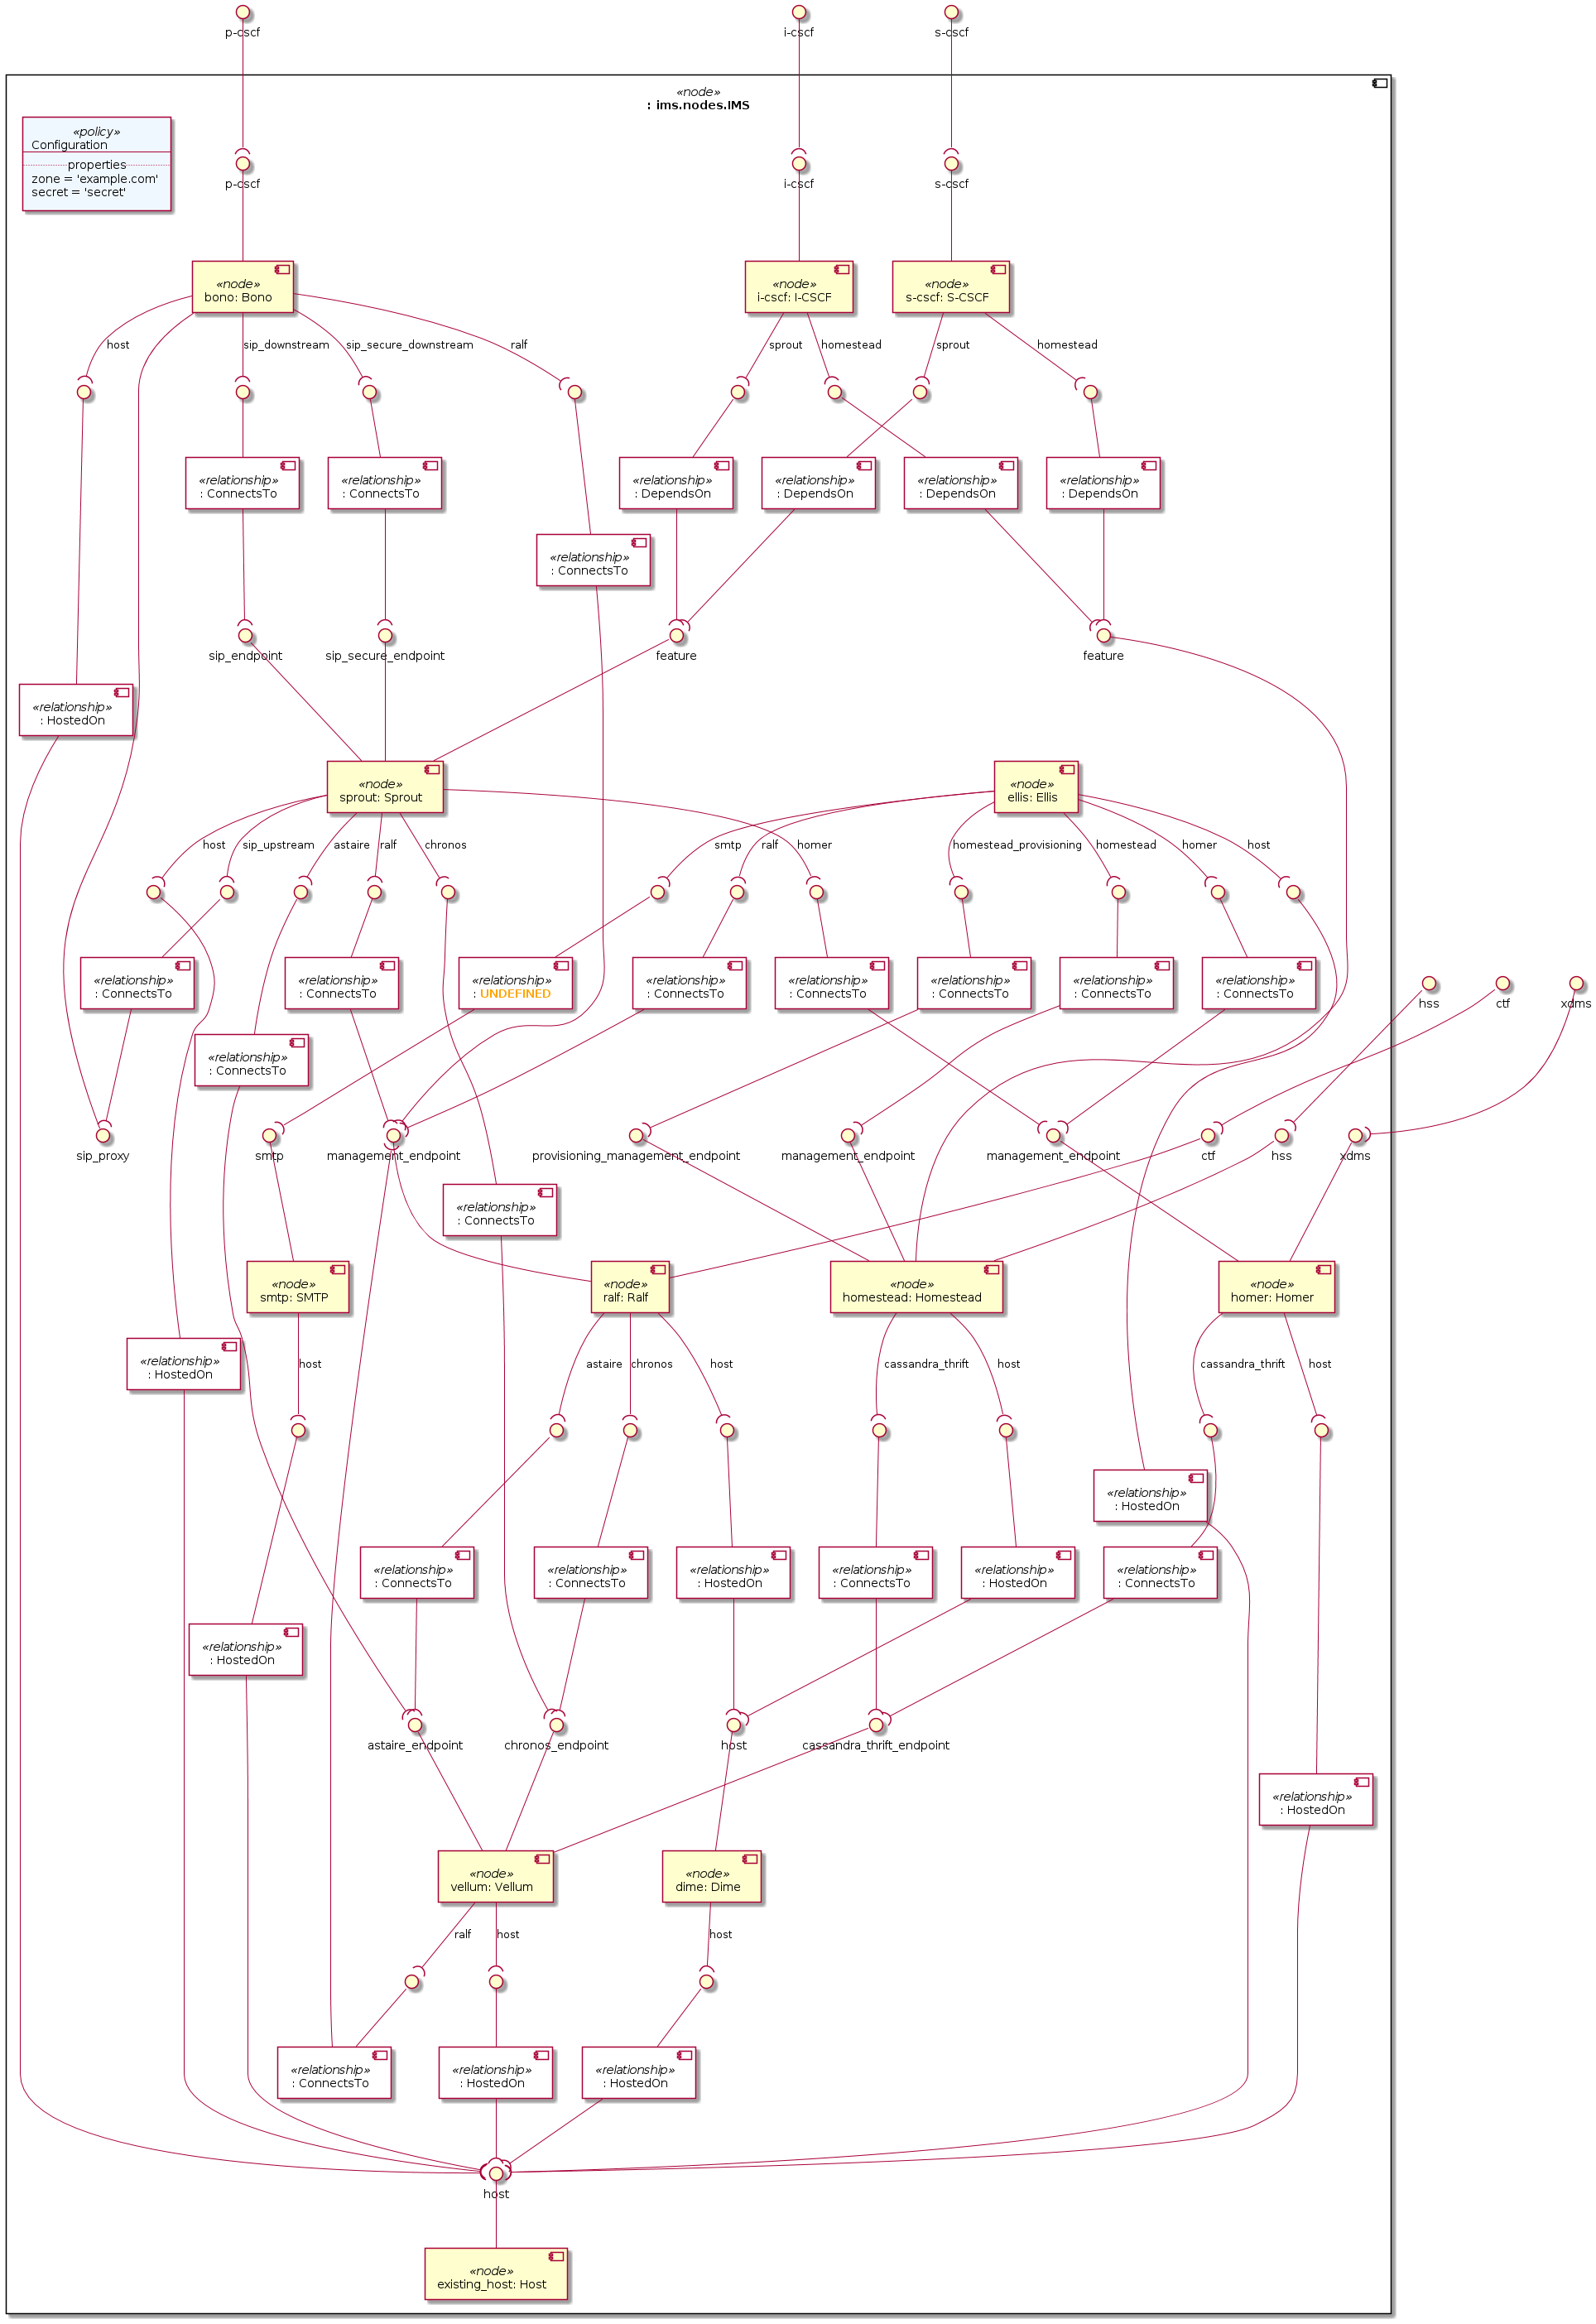 p-cscf
i-cscf
s-cscf
«node»
: ims.nodes.IMS
«policy»
Configuration
properties
zone = 'example.com'
secret = 'secret'
p-cscf
i-cscf
s-cscf
«node»
bono: Bono
«node»
i-cscf: I-CSCF
«node»
s-cscf: S-CSCF
host
sip_downstream
sip_secure_downstream
ralf
sprout
homestead
sprout
homestead
«relationship»
: ConnectsTo
«relationship»
: ConnectsTo
«relationship»
: DependsOn
«relationship»
: DependsOn
«relationship»
: DependsOn
«relationship»
: DependsOn
«relationship»
: ConnectsTo
sip_endpoint
sip_secure_endpoint
feature
feature
«relationship»
: HostedOn
«node»
sprout: Sprout
«node»
ellis: Ellis
host
sip_upstream
astaire
ralf
chronos
smtp
ralf
homer
homestead_provisioning
homestead
homer
host
«relationship»
: ConnectsTo
«relationship»
: ConnectsTo
«relationship»
: UNDEFINED
«relationship»
: ConnectsTo
«relationship»
: ConnectsTo
«relationship»
: ConnectsTo
«relationship»
: ConnectsTo
«relationship»
: ConnectsTo
hss
ctf
xdms
«relationship»
: ConnectsTo
sip_proxy
smtp
management_endpoint
provisioning_management_endpoint
management_endpoint
management_endpoint
ctf
hss
xdms
«relationship»
: ConnectsTo
«node»
smtp: SMTP
«node»
ralf: Ralf
«node»
homestead: Homestead
«node»
homer: Homer
«relationship»
: HostedOn
host
astaire
chronos
host
cassandra_thrift
host
cassandra_thrift
host
«relationship»
: HostedOn
«relationship»
: ConnectsTo
«relationship»
: ConnectsTo
«relationship»
: HostedOn
«relationship»
: ConnectsTo
«relationship»
: HostedOn
«relationship»
: ConnectsTo
«relationship»
: HostedOn
astaire_endpoint
chronos_endpoint
host
cassandra_thrift_endpoint
«relationship»
: HostedOn
«node»
vellum: Vellum
«node»
dime: Dime
ralf
host
host
«relationship»
: ConnectsTo
«relationship»
: HostedOn
«relationship»
: HostedOn
host
«node»
existing_host: Host